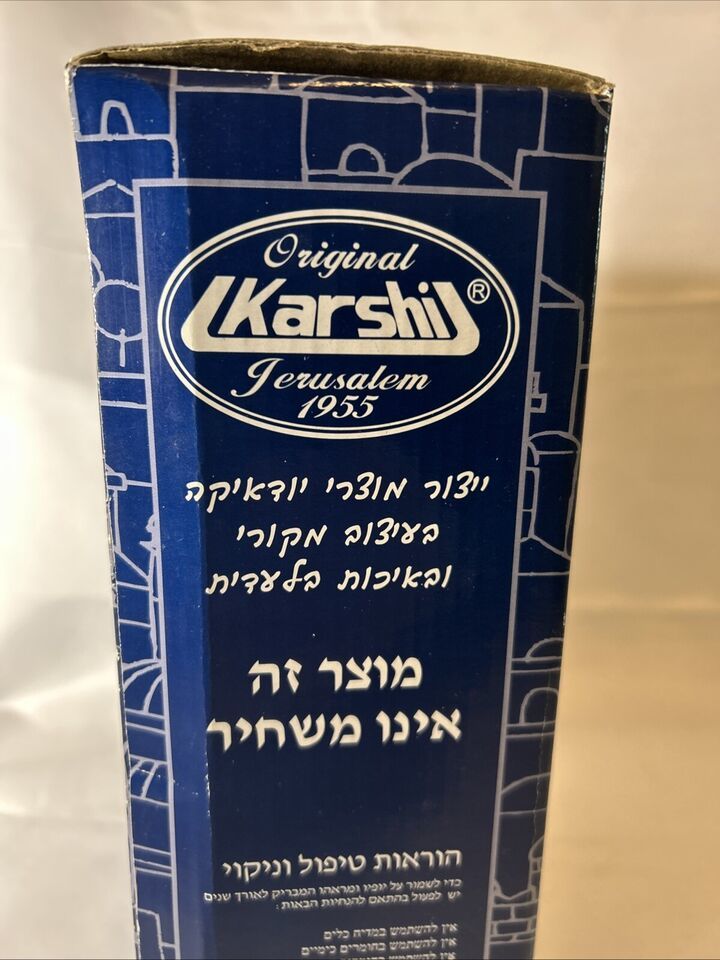 Original
Karshi®
Jerusalem
1955
ייצור מוצרי יודאיקה
בעיצוב מקורי
ובאיכות בלעדית
מוצר זה
אינו משחיר
הוראות טיפול וניקוי
כדי לשמור על יופיו ומראהו המבריק לאורך שנים
יש לפעול בהתאם להנחיות הבאות:
אין להשתמש במדיח כלים
אין להשתמש בחומרים כימיים
אין להשתמש